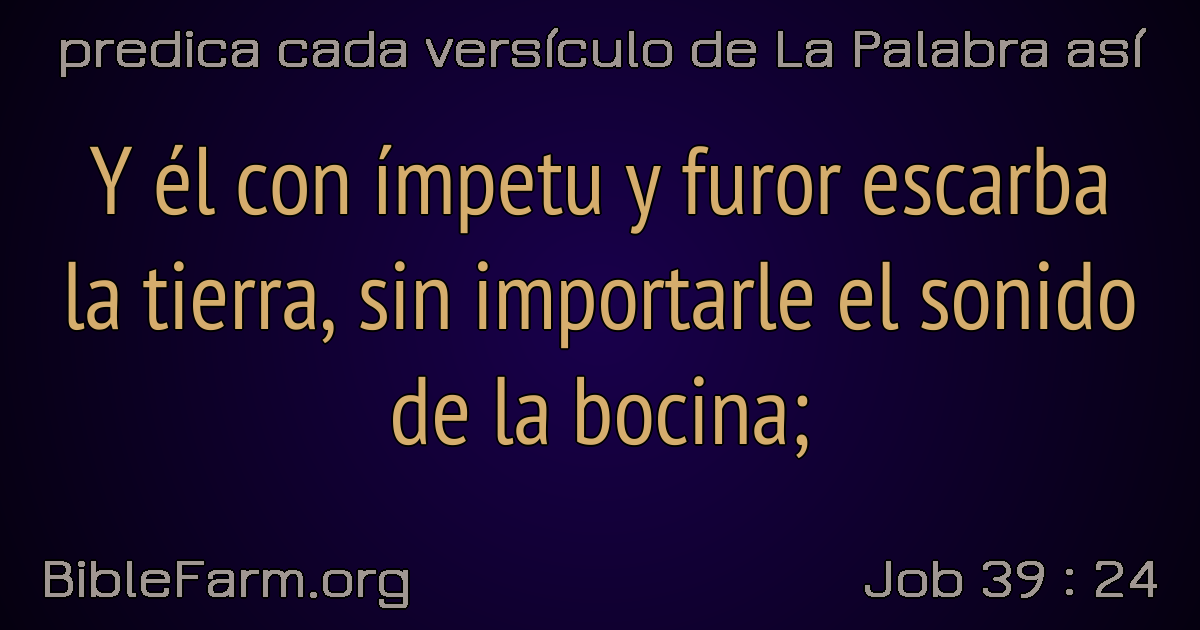 predica cada versículo de La Palabra así
Y él con ímpetu y furor escarba
la tierra, sin importarle el sonido
de la bocina;
BibleFarm.org
Job 39 : 24